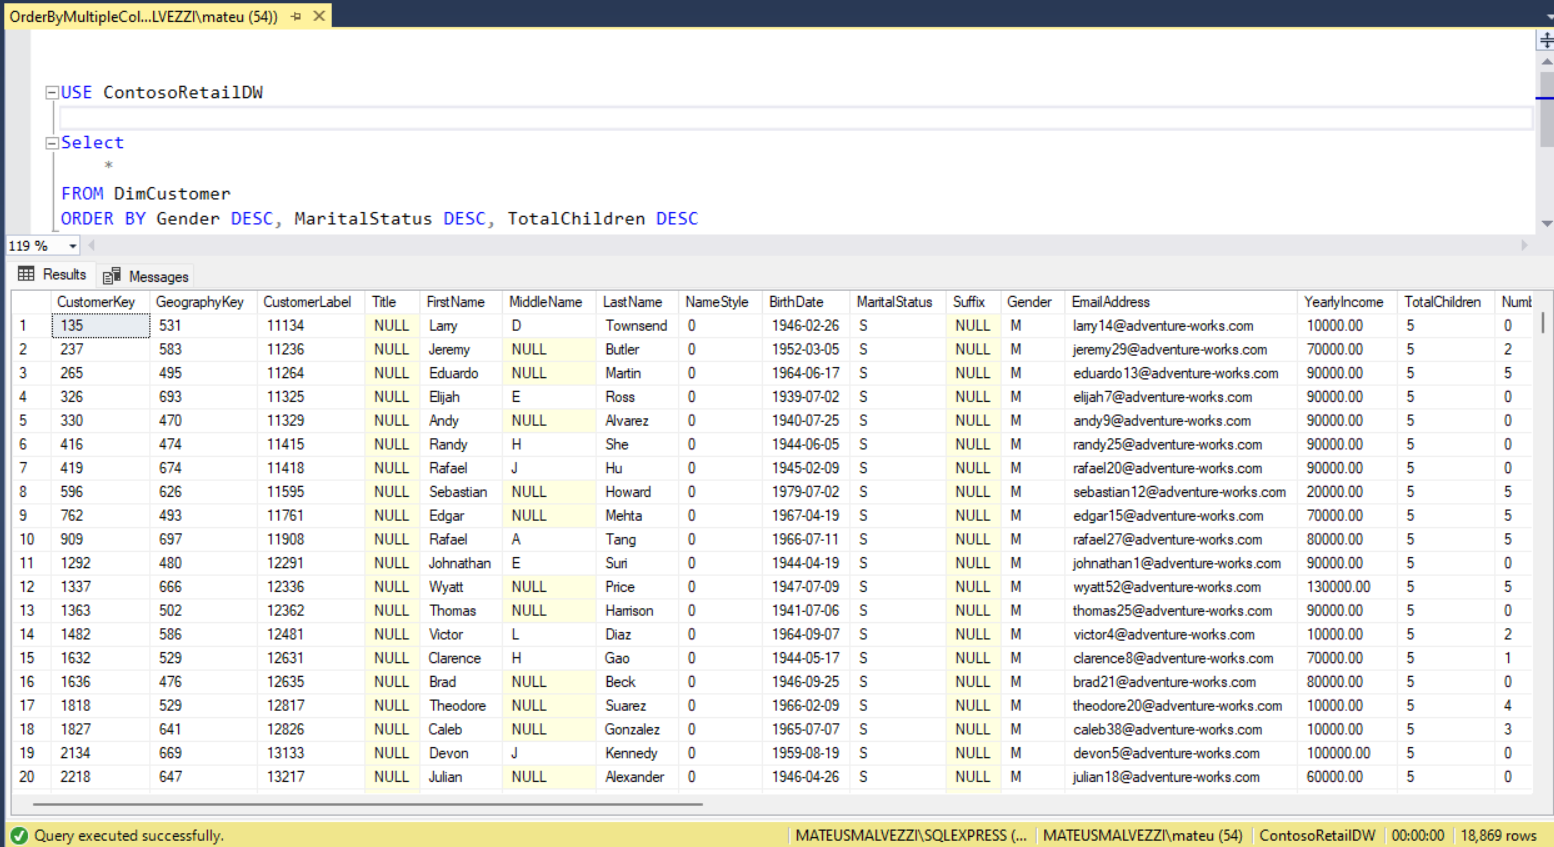 OrderByMultipleCol...LVEZZI\mateu (54))
USE ContosoRetailDW
Select
*
FROM DimCustomer
ORDER BY Gender DESC, MaritalStatus DESC, TotalChildren DESC
119 %
Results Messages
CustomerKey GeographyKey CustomerLabel Title FirstName MiddleName LastName NameStyle BirthDate MaritalStatus Suffix Gender EmailAddress YearlyIncome TotalChildren Numb
1 135 531 11134 NULL Larry D Townsend 0 1946-02-26 S NULL M larry14@adventure-works.com 10000.00 5 0
2 237 583 11236 NULL Jeremy NULL Butler 0 1952-03-05 S NULL M jeremy29@adventure-works.com 70000.00 5 2
3 265 495 11264 NULL Eduardo NULL Martin 0 1964-06-17 S NULL M eduardo13@adventure-works.com 90000.00 5 5
4 326 693 11325 NULL Elijah E Ross 0 1939-07-02 S NULL M elijah7@adventure-works.com 90000.00 5 0
5 330 470 11329 NULL Andy NULL Alvarez 0 1940-07-25 S NULL M andy9@adventure-works.com 90000.00 5 0
6 416 474 11415 NULL Randy H She 0 1944-06-05 S NULL M randy25@adventure-works.com 90000.00 5 0
7 419 674 11418 NULL Rafael J Hu 0 1945-02-09 S NULL M rafael20@adventure-works.com 90000.00 5 0
8 596 626 11595 NULL Sebastian NULL Howard 0 1979-07-02 S NULL M sebastian12@adventure-works.com 20000.00 5 5
9 762 493 11761 NULL Edgar NULL Mehta 0 1967-04-19 S NULL M edgar15@adventure-works.com 70000.00 5 5
10 909 697 11908 NULL Rafael A Tang 0 1966-07-11 S NULL M rafael27@adventure-works.com 80000.00 5 5
11 1292 480 12291 NULL Johnathan E Suri 0 1944-04-19 S NULL M johnathan1@adventure-works.com 90000.00 5 0
12 1337 666 12336 NULL Wyatt NULL Price 0 1947-07-09 S NULL M wyatt52@adventure-works.com 130000.00 5 5
13 1363 502 12362 NULL Thomas NULL Harrison 0 1941-07-06 S NULL M thomas25@adventure-works.com 90000.00 5 0
14 1482 586 12481 NULL Victor L Diaz 0 1964-09-07 S NULL M victor4@adventure-works.com 10000.00 5 2
15 1632 529 12631 NULL Clarence H Gao 0 1944-05-17 S NULL M clarence8@adventure-works.com 70000.00 5 1
16 1636 476 12635 NULL Brad NULL Beck 0 1946-09-25 S NULL M brad21@adventure-works.com 80000.00 5 0
17 1818 529 12817 NULL Theodore NULL Suarez 0 1966-02-09 S NULL M theodore20@adventure-works.com 10000.00 5 4
18 1827 641 12826 NULL Caleb NULL Gonzalez 0 1965-07-07 S NULL M caleb38@adventure-works.com 10000.00 5 3
19 2134 669 13133 NULL Devon J Kennedy 0 1959-08-19 S NULL M devon5@adventure-works.com 100000.00 5 0
20 2218 647 13217 NULL Julian NULL Alexander 0 1946-04-26 S NULL M julian18@adventure-works.com 60000.00 5 0
Query executed successfully. MATEUSMALVEZZI\SQLEXPRESS (... MATEUSMALVEZZI\mateu (54) ContosoRetailDW 00:00:00 18,869 rows